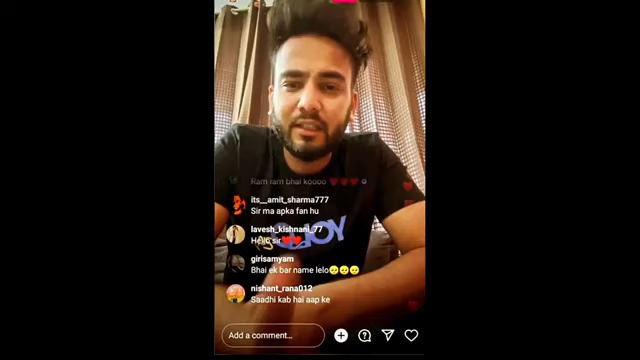 Ram ram bhai koooo ❤️❤️❤️
its__amit_sharma777
Sir ma apka fan hu
lavesh_kishnani_77
Hello sir❤️❤️
girisamyam
Bhai ek bar name lelo🥺🥺🥺
nishant_rana012
Saadhi kab hai aap ke
Add a comment...